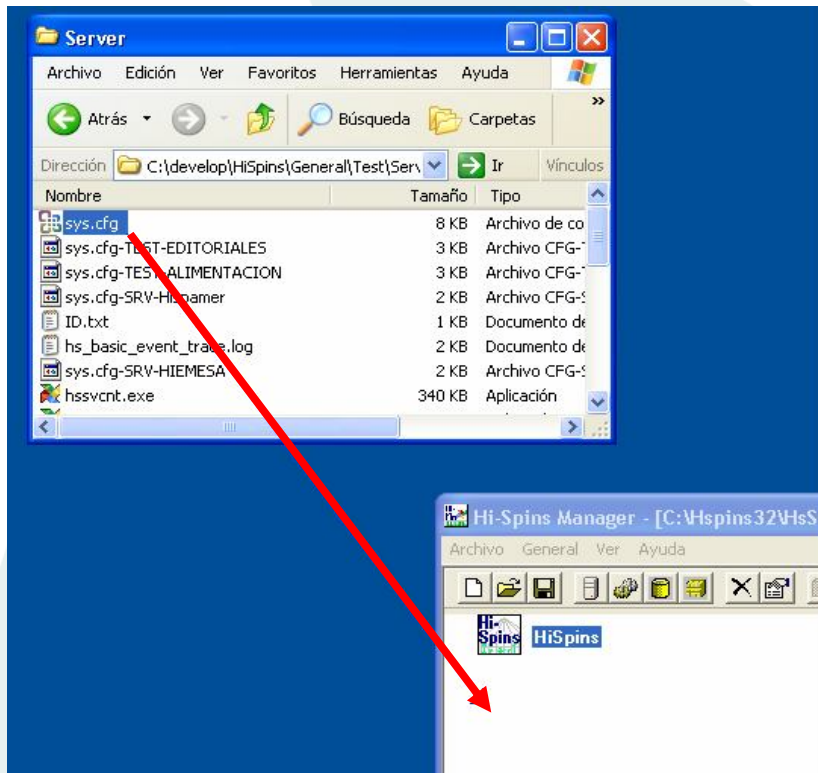 Server
Archivo Edición Ver Favoritos Herramientas Ayuda
Atrás Búsqueda Carpetas »
Dirección C:\develop\HiSpins\General\Test\Serv Ir Vínculos
Nombre Tamaño Tipo
sys.cfg 8 KB Archivo de co
sys.cfg-TEST-EDITORIALES 3 KB Archivo CFG-T
sys.cfg-TEST-ALIMENTACION 3 KB Archivo CFG-T
sys.cfg-SRV-Hispamer 2 KB Archivo CFG-S
ID.txt 1 KB Documento de
hs_basic_event_trace.log 2 KB Documento de
sys.cfg-SRV-HIEMESA 2 KB Archivo CFG-S
hssvcnt.exe 340 KB Aplicación
Hi-Spins Manager - [C:\Hspins32\HsS
Archivo General Ver Ayuda
Hi-
Spins HiSpins